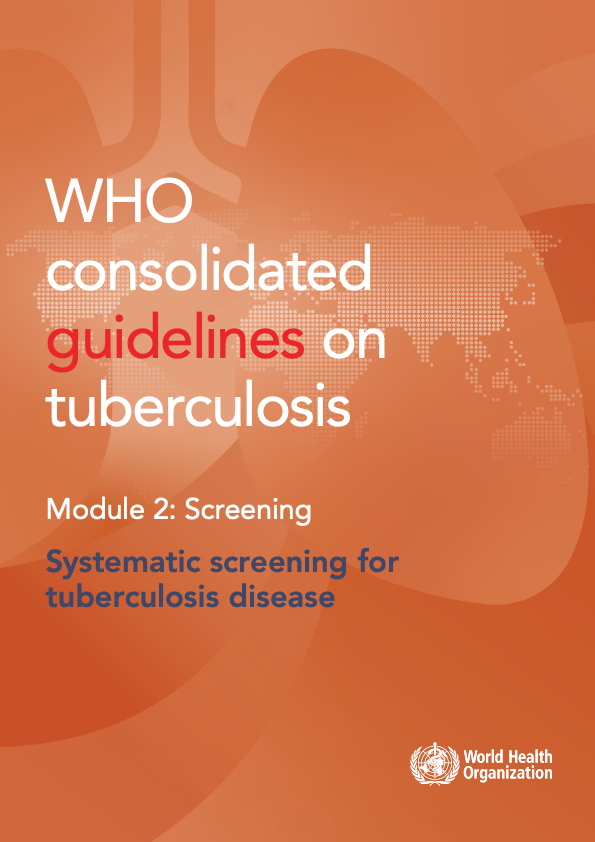 WHO
consolidated
guidelines on
tuberculosis
Module 2: Screening
Systematic screening for
tuberculosis disease
World Health
Organization